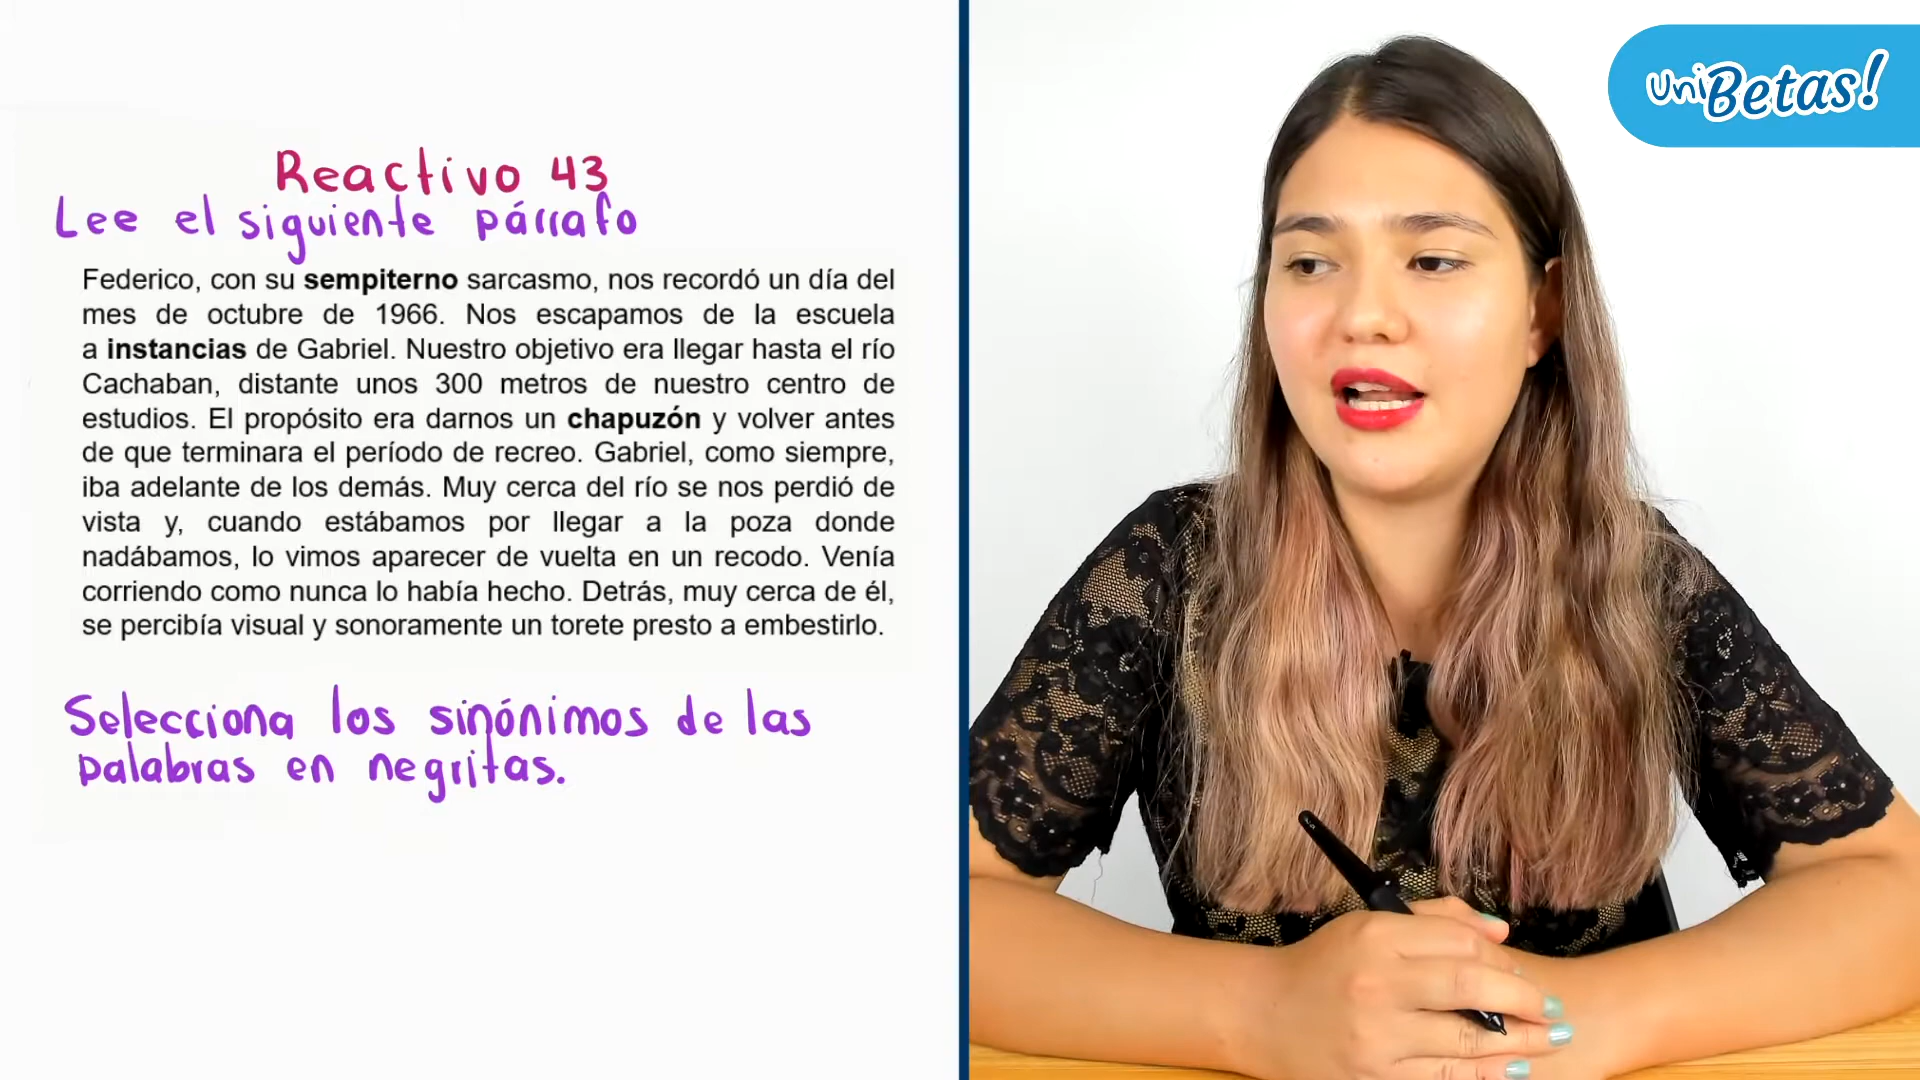 Reactivo 43
Lee el siguiente párrafo
Federico, con su sempiterno sarcasmo, nos recordó un día del
mes de octubre de 1966. Nos escapamos de la escuela
a instancias de Gabriel. Nuestro objetivo era llegar hasta el río
Cachaban, distante unos 300 metros de nuestro centro de
estudios. El propósito era darnos un chapuzón y volver antes
de que terminara el período de recreo. Gabriel, como siempre,
iba adelante de los demás. Muy cerca del río se nos perdió de
vista y, cuando estábamos por llegar a la poza donde
nadábamos, lo vimos aparecer de vuelta en un recodo. Venía
corriendo como nunca lo había hecho. Detrás, muy cerca de él,
se percibía visual y sonoramente un torete presto a embestirlo.
Selecciona los sinónimos de las
palabras en negritas.
uniBetas!